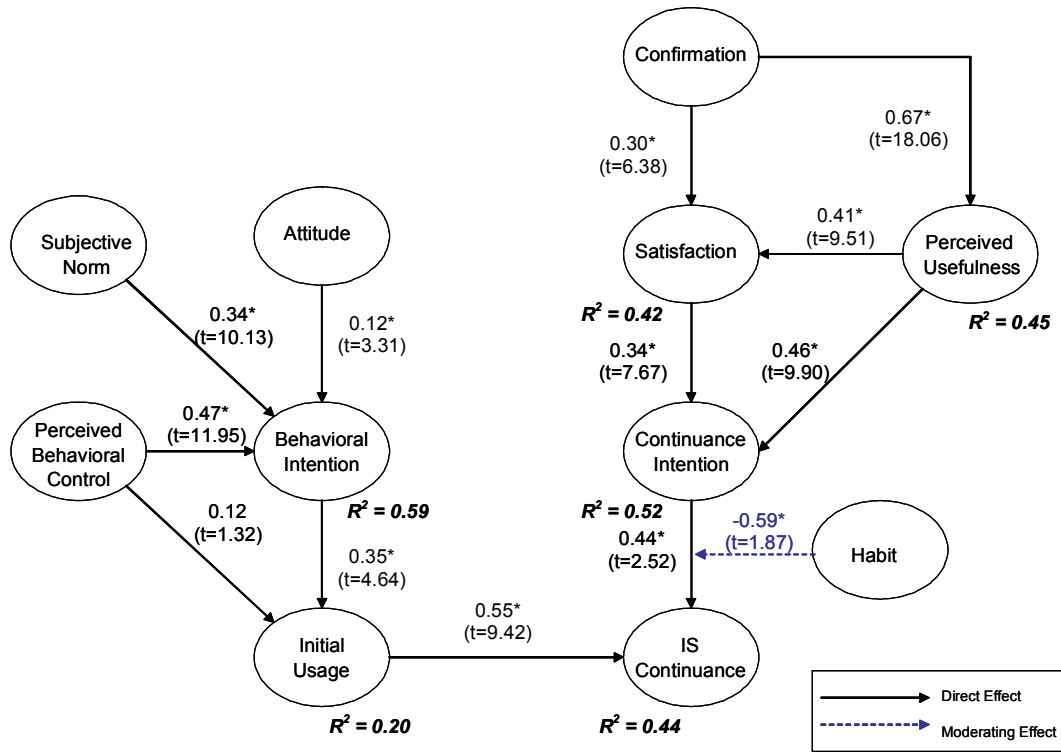 Confirmation
0.67*
(t=18.06)
0.30*
(t=6.38)
Subjective
Norm
Attitude
0.41*
(t=9.51)
Satisfaction
Perceived
Usefulness
R² = 0.42
R² = 0.45
0.34*
(t=10.13)
0.12*
(t=3.31)
0.34*
(t=7.67)
0.46*
(t=9.90)
0.47*
(t=11.95)
Perceived
Behavioral
Control
Behavioral
Intention
Continuance
Intention
R² = 0.59
R² = 0.52
0.12
(t=1.32)
-0.59*
(t=1.87)
0.44*
(t=2.52)
Habit
0.35*
(t=4.64)
0.55*
(t=9.42)
Initial
Usage
IS
Continuance
R² = 0.20
R² = 0.44
Direct Effect
Moderating Effect